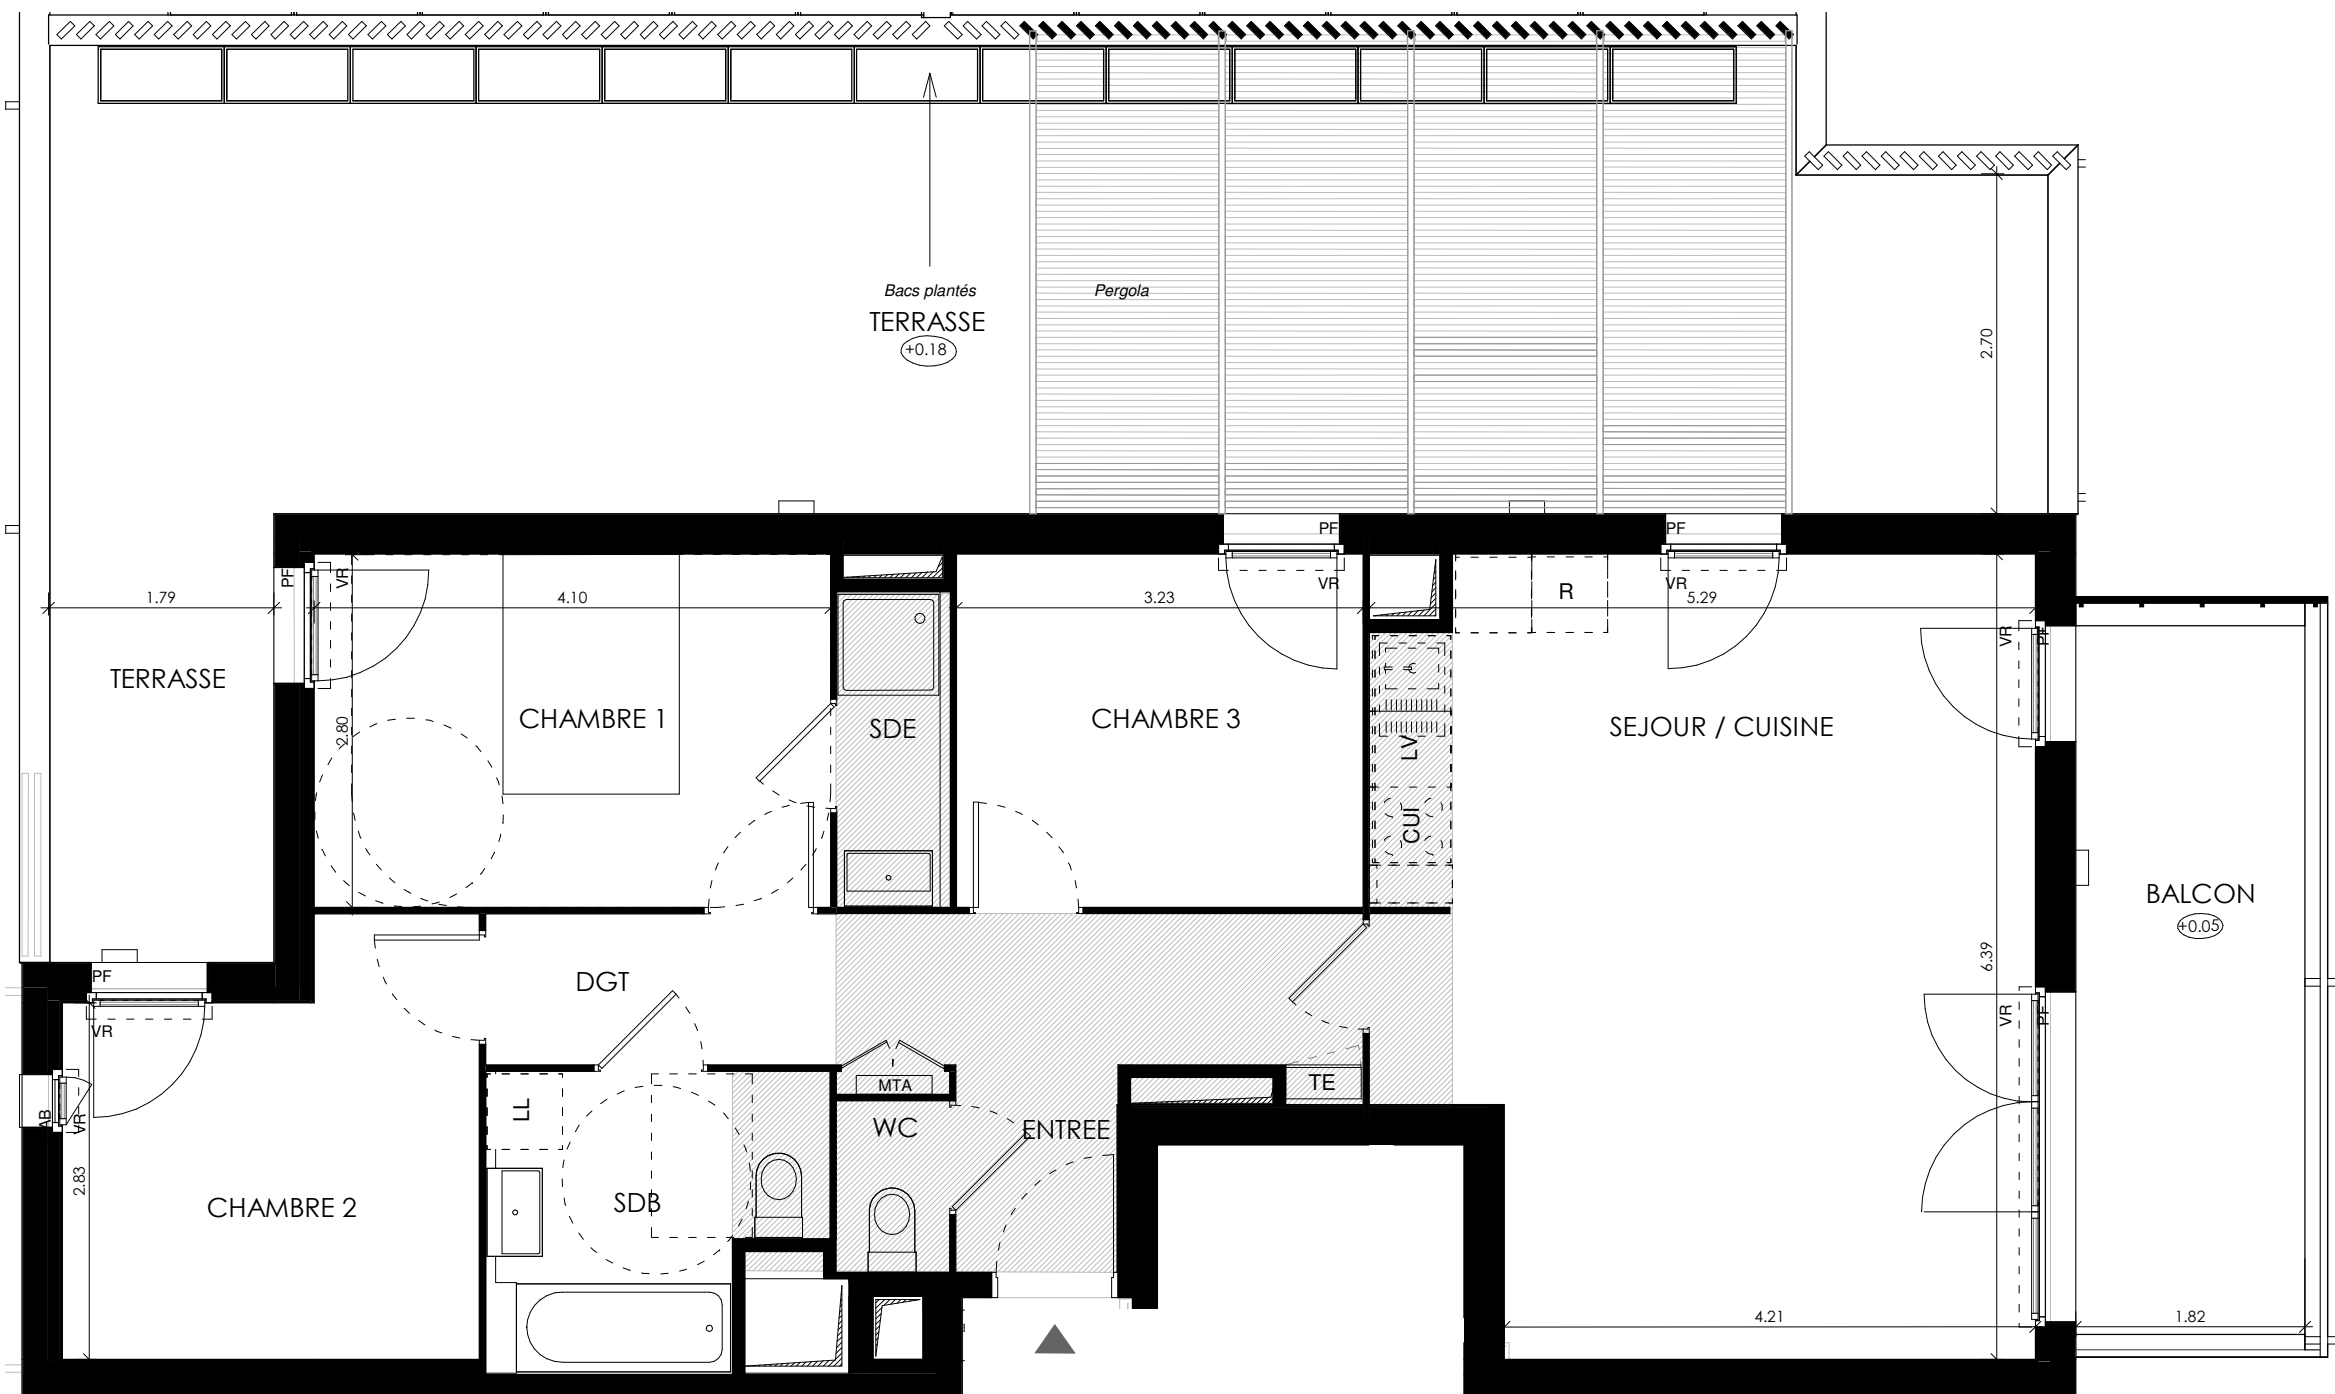 Bacs plantés
Pergola
TERRASSE
+0.18
2.70
PF
PF
PF
VR
VR
VR
R
1.79
4.10
3.23
5.29
VR
PF
TERRASSE
2.80
CHAMBRE 1
SDE
CHAMBRE 3
LV
SEJOUR / CUISINE
CUI
BALCON
+0.05
6.39
PF
VR
DGT
VR
PF
MTA
TE
LL
AB
VR
WC
ENTREE
2.83
CHAMBRE 2
SDB
4.21
1.82